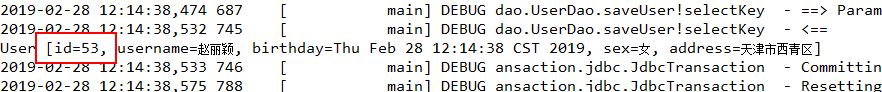 2019-02-28 12:14:38,474 687    [           main] DEBUG dao.UserDao.saveUser!selectKey  - ==> Param
2019-02-28 12:14:38,532 745    [           main] DEBUG dao.UserDao.saveUser!selectKey  - <==
User [id=53, username=赵丽颖, birthday=Thu Feb 28 12:14:38 CST 2019, sex=女, address=天津市西青区]
2019-02-28 12:14:38,533 746    [           main] DEBUG ansaction.jdbc.JdbcTransaction  - Committin
2019-02-28 12:14:38,575 788    [           main] DEBUG ansaction.jdbc.JdbcTransaction  - Resetting